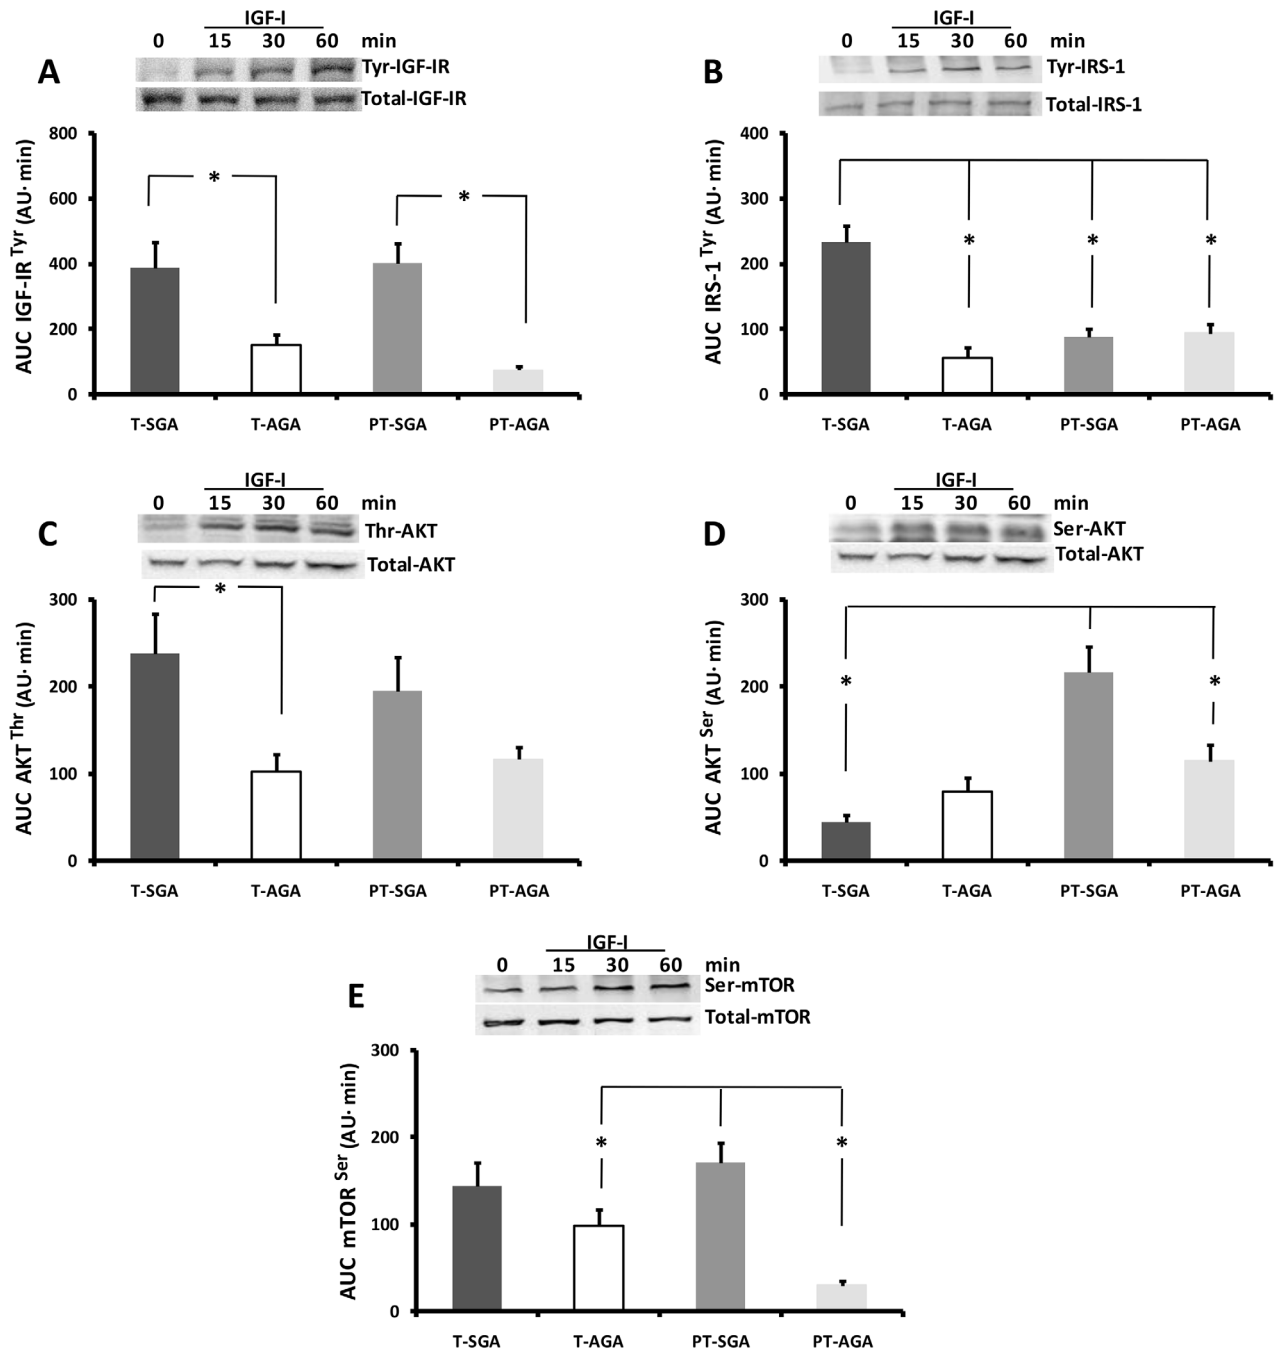 A
IGF-I
0 15 30 60 min
Tyr-IGF-IR
Total-IGF-IR
AUC IGF-IR Tyr (AU· min)
800
600
400
200
0
*
*
T-SGA T-AGA PT-SGA PT-AGA
B
IGF-I
0 15 30 60 min
Tyr-IRS-1
Total-IRS-1
AUC IRS-1 Tyr (AU· min)
400
300
200
100
0
* * *
T-SGA T-AGA PT-SGA PT-AGA
C
IGF-I
0 15 30 60 min
Thr-AKT
Total-AKT
AUC AKT Thr (AU· min)
300
200
100
0
*
T-SGA T-AGA PT-SGA PT-AGA
D
IGF-I
0 15 30 60 min
Ser-AKT
Total-AKT
AUC AKT Ser (AU· min)
300
200
100
0
* *
T-SGA T-AGA PT-SGA PT-AGA
E
IGF-I
0 15 30 60 min
Ser-mTOR
Total-mTOR
AUC mTOR Ser (AU· min)
300
200
100
0
* *
T-SGA T-AGA PT-SGA PT-AGA